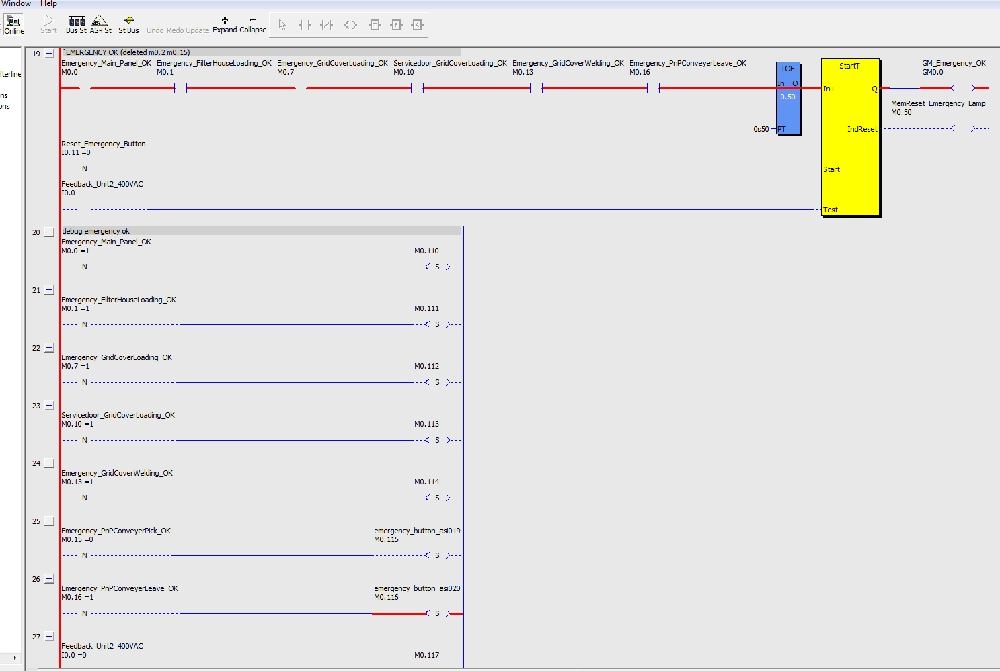 Window Help
Online Start Bus St AS-i St St Bus Undo Redo Update Expand Collapse
T F A
lterline
ns
ons
19 `EMERGENCY OK (deleted m0.2 m0.15)
Emergency_Main_Panel_OK Emergency_FilterHouseLoading_OK Emergency_GridCoverLoading_OK Servicedoor_GridCoverLoading_OK Emergency_GridCoverWelding_OK Emergency_PnPConveyerLeave_OK
M0.0 M0.1 M0.7 M0.10 M0.13 M0.16
TOF
In Q
0.50
0s50 PT
StartT
In1 Q
IndReset
Start
Test
GM_Emergency_OK
GM0.0
MemReset_Emergency_Lamp
M0.50
Reset_Emergency_Button
I0.11 =0
N
Feedback_Unit2_400VAC
I0.0
20 debug emergency ok
Emergency_Main_Panel_OK
M0.0 =1 M0.110
N S
21
Emergency_FilterHouseLoading_OK
M0.1 =1 M0.111
N S
22
Emergency_GridCoverLoading_OK
M0.7 =1 M0.112
N S
23
Servicedoor_GridCoverLoading_OK
M0.10 =1 M0.113
N S
24
Emergency_GridCoverWelding_OK
M0.13 =1 M0.114
N S
25
Emergency_PnPConveyerPick_OK emergency_button_asi019
M0.15 =0 M0.115
N S
26
Emergency_PnPConveyerLeave_OK emergency_button_asi020
M0.16 =1 M0.116
N S
27
Feedback_Unit2_400VAC
I0.0 =0 M0.117